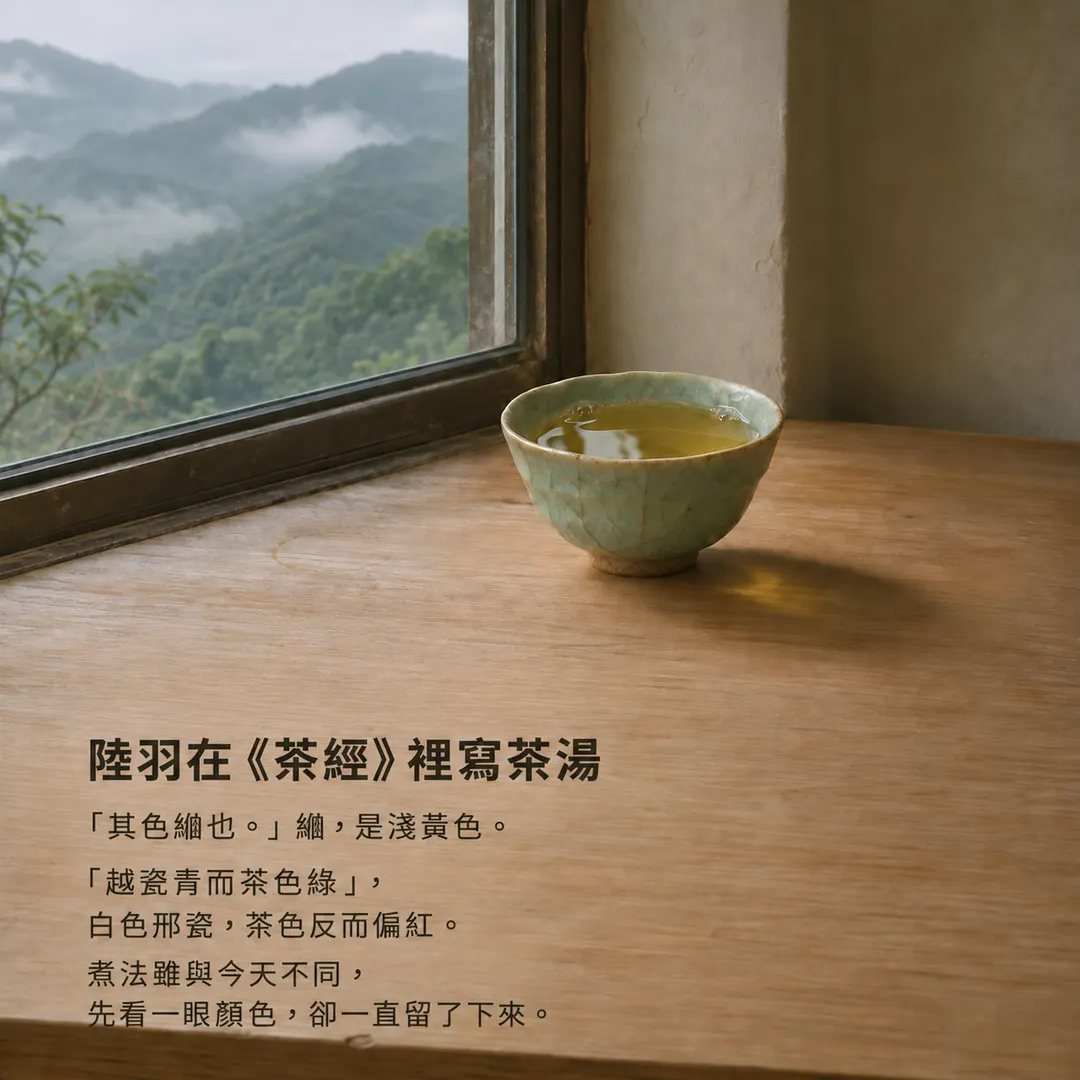 陸羽在《茶經》裡寫茶湯
「其色也。」，是淺黃色。
「越瓷青而茶色綠」，
白色邢瓷，茶色反而偏紅。
煮法雖與今天不同，
先看一眼顏色，卻一直留了下來。